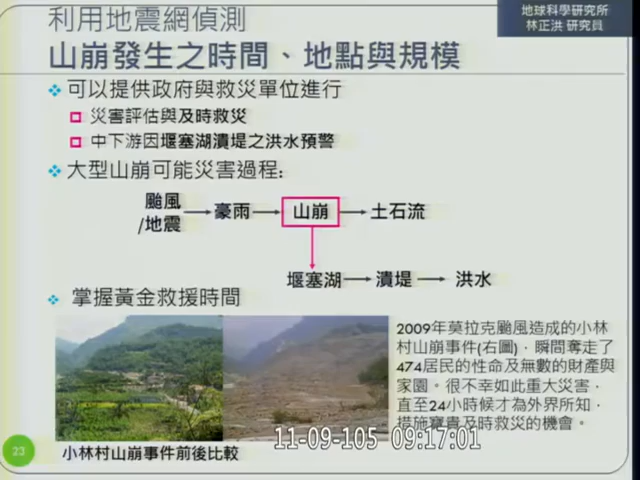 利用地震網偵測
地球科學研究所
林正洪 研究員
山崩發生之時間、地點與規模
可以提供政府與救災單位進行
災害評估與及時救災
中下游因堰塞湖潰堤之洪水預警
大型山崩可能災害過程:
颱風
/地震
豪雨
山崩
土石流
堰塞湖
潰堤
洪水
掌握黃金救援時間
2009年莫拉克颱風造成的小林
村山崩事件(右圖)，瞬間奪走了
474居民的性命及無數的財產與
家園。很不幸如此重大災害，
直至24小時候才為外界所知，
措施寶貴及時救災的機會。
11-09-105 09:17:01
23
小林村山崩事件前後比較